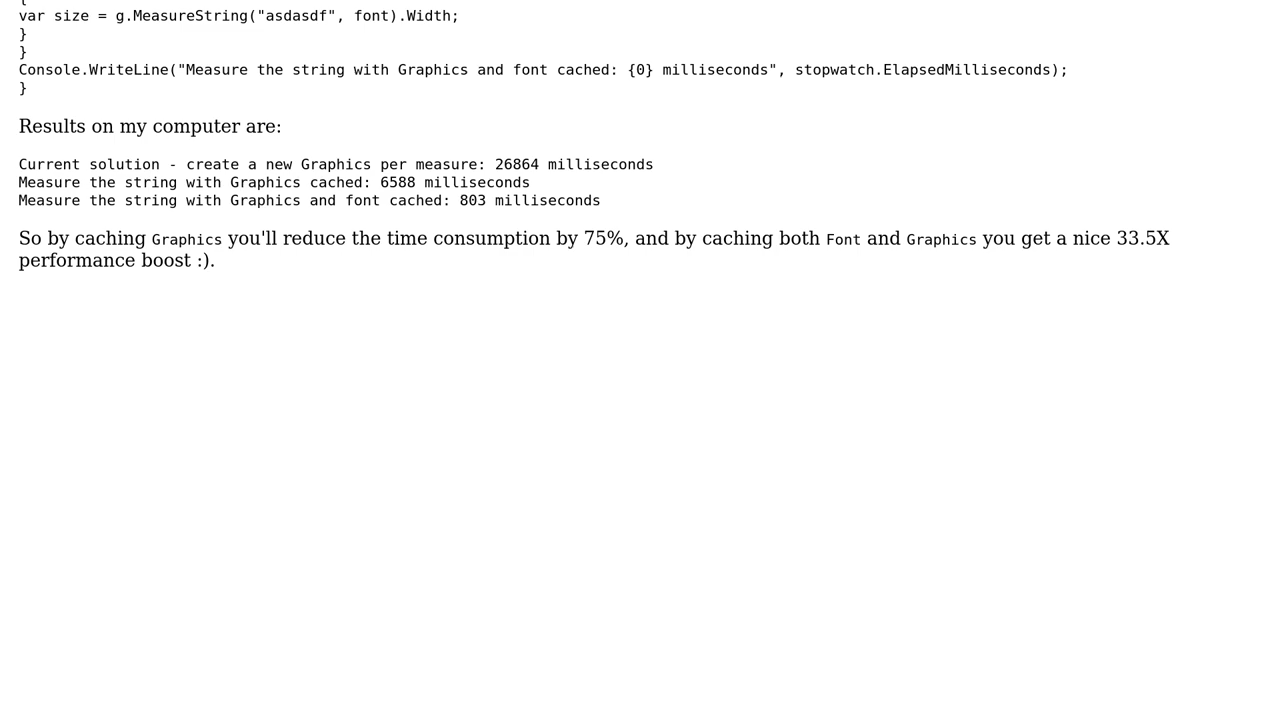 var size = g.MeasureString("asdasdf", font).Width;
}
}
Console.WriteLine("Measure the string with Graphics and font cached: {0} milliseconds", stopwatch.ElapsedMilliseconds);
}
Results on my computer are:
Current solution - create a new Graphics per measure: 26864 milliseconds
Measure the string with Graphics cached: 6588 milliseconds
Measure the string with Graphics and font cached: 803 milliseconds
So by caching Graphics you'll reduce the time consumption by 75%, and by caching both Font and Graphics you get a nice 33.5X
performance boost :).